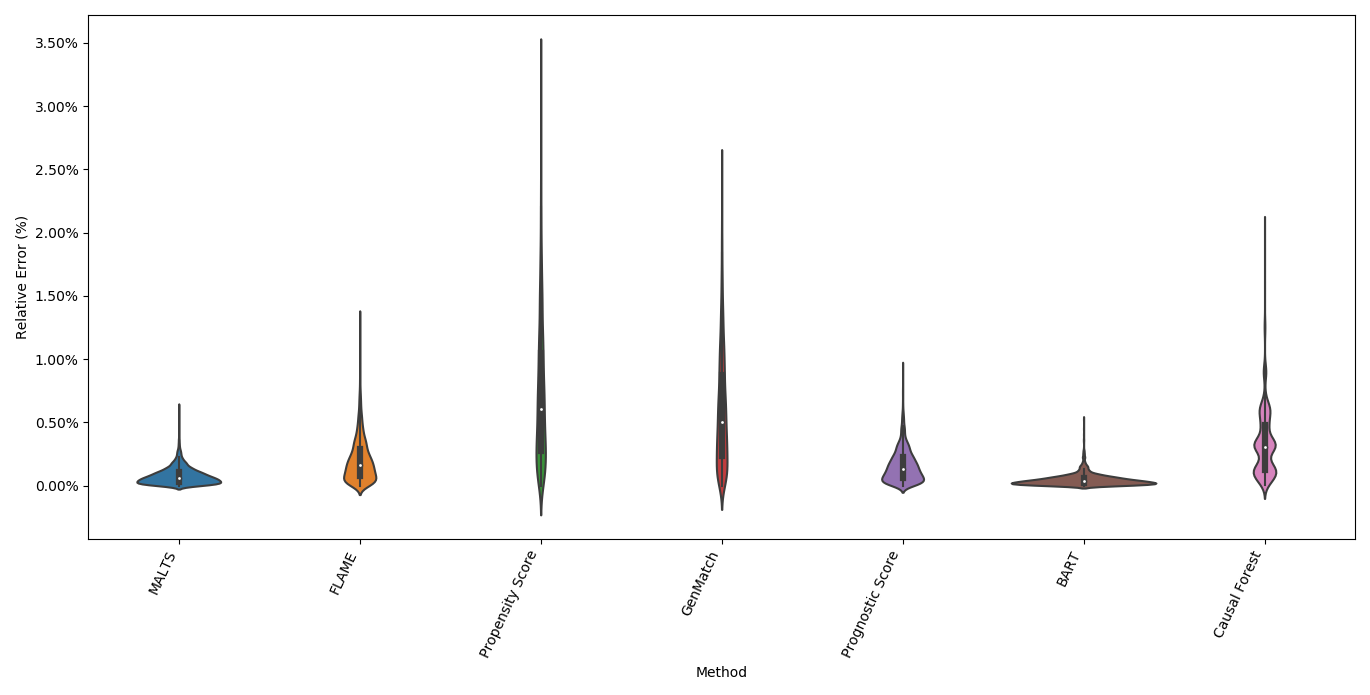 3.50%
3.00%
2.50%
2.00%
1.50%
1.00%
0.50%
0.00%
Relative Error (%)
MALTS
FLAME
Propensity Score
GenMatch
Prognostic Score
BART
Causal Forest
Method